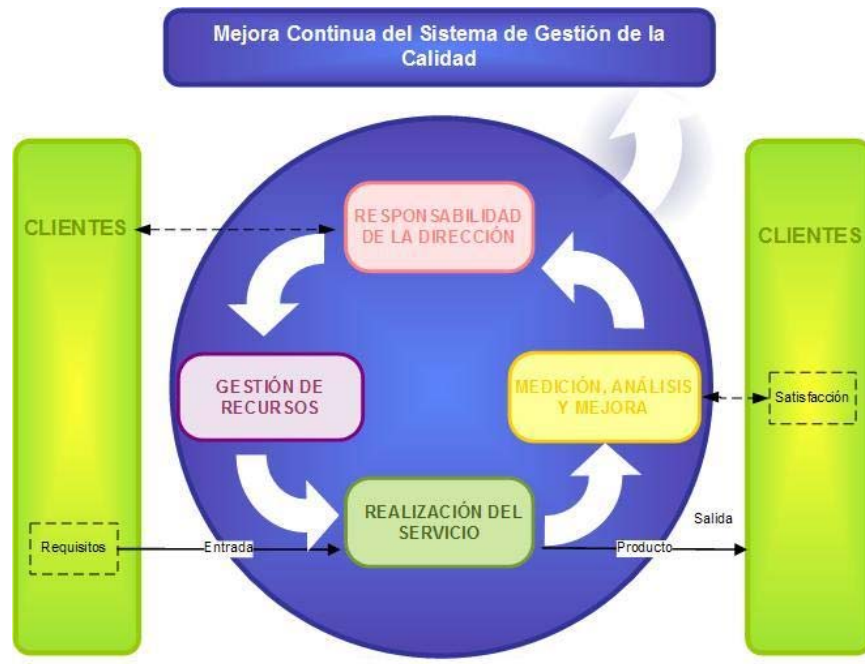 Mejora Continua del Sistema de Gestión de la
Calidad
CLIENTES
RESPONSABILIDAD
DE LA DIRECCIÓN
CLIENTES
GESTIÓN DE
RECURSOS
MEDICIÓN, ANÁLISIS
Y MEJORA
Satisfacción
REALIZACIÓN DEL
SERVICIO
Salida
Requisitos
Entrada
Producto